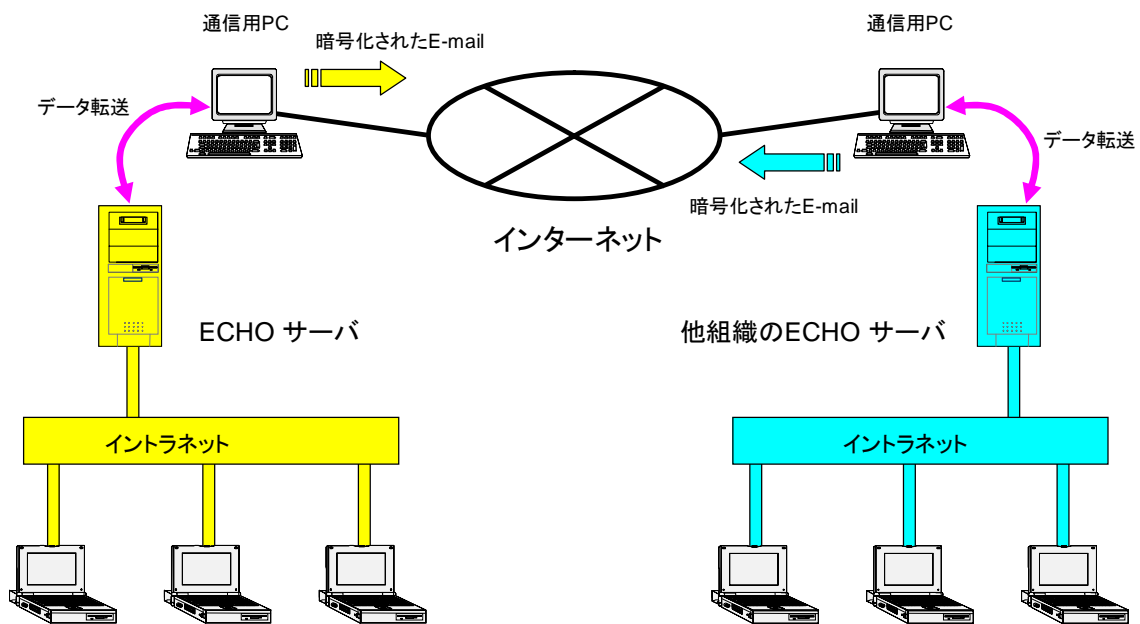 通信用PC
通信用PC
暗号化されたE-mail
データ転送
データ転送
暗号化されたE-mail
インターネット
ECHO サーバ
他組織のECHO サーバ
イントラネット
イントラネット